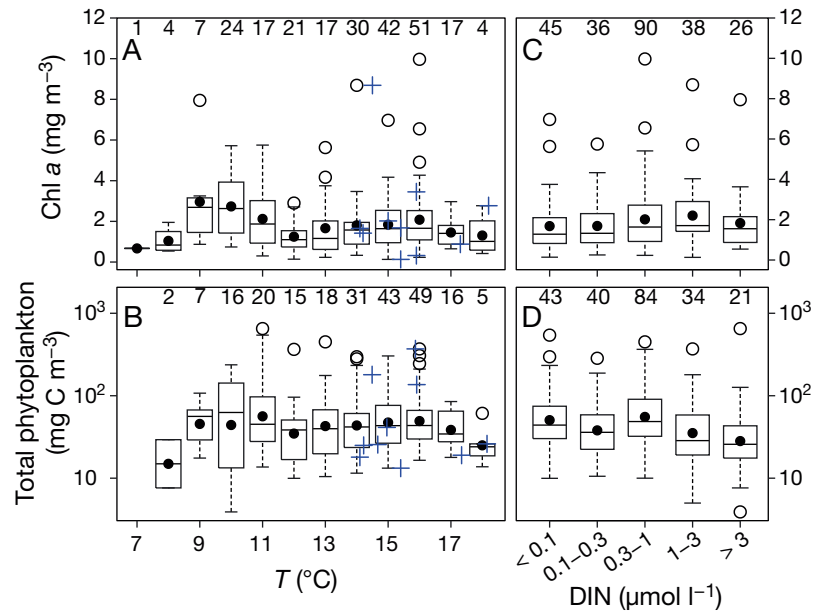 12 1 4 7 24 17 21 17 30 42 51 17 4 45 36 90 38 26 12
A C
10 10
8 8
6 6
4 4
2 2
0 0
Chl a (mg m–3)
2 7 16 20 15 18 31 43 49 16 5 43 40 84 34 21
B D
10³ 10³
10² 10²
10 10
Total phytoplankton
(mg C m–3)
7 9 11 13 15 17
T (°C)
< 0.1 0.1–0.3 0.3–1 1–3 > 3
DIN (µmol l–1)